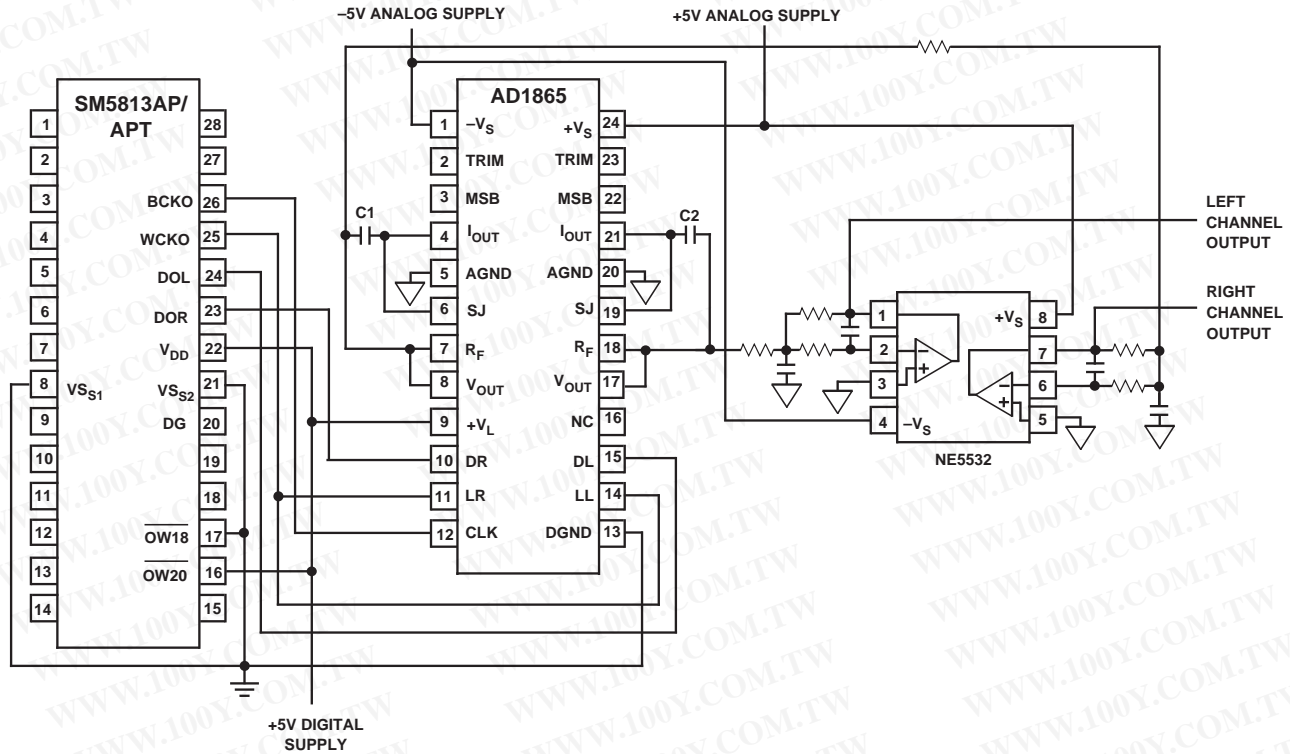 –5V ANALOG SUPPLY
+5V ANALOG SUPPLY
SM5813AP/
APT
1
2
3
4
5
6
7
8 VSS1
9
10
11
12
13
14
28
27
BCKO 26
WCKO 25
DOL 24
DOR 23
VDD 22
VSS2 21
DG 20
19
18
OW18 17
OW20 16
15
C1
AD1865
1 –VS
2 TRIM
3 MSB
4 IOUT
5 AGND
6 SJ
7 RF
8 VOUT
9 +VL
10 DR
11 LR
12 CLK
+VS 24
TRIM 23
MSB 22
IOUT 21
AGND 20
SJ 19
RF 18
VOUT 17
NC 16
DL 15
LL 14
DGND 13
C2
1
2
3
4 –VS
+VS 8
7
6
5
NE5532
LEFT
CHANNEL
OUTPUT
RIGHT
CHANNEL
OUTPUT
+5V DIGITAL
SUPPLY
WWW.100Y.COM.TW